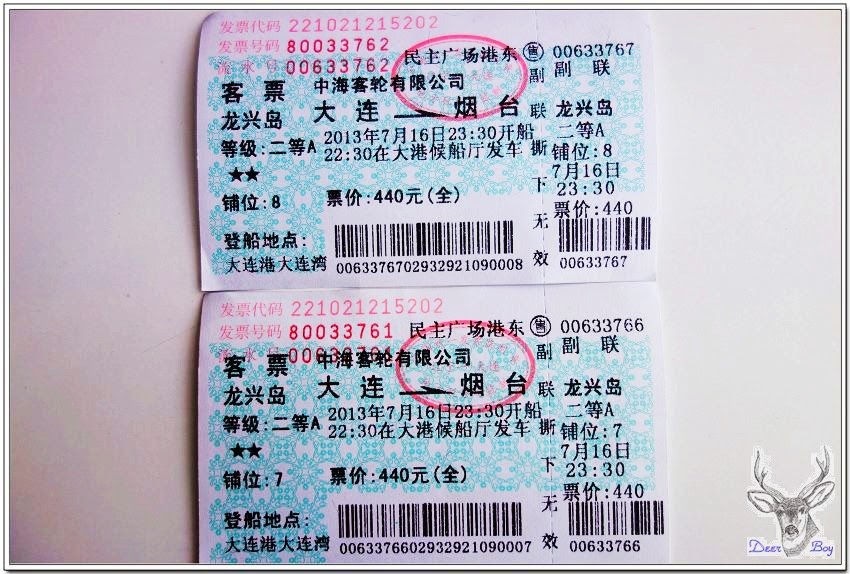 发票代码 221021215202
发票号码 80033762 民主广场港东 售 00633767
流水号 00633762
客票 中海客轮有限公司 副联
大连 烟台
龙兴岛 龙兴岛
2013年7月16日23:30开船 二等A
等级:二等A 22:30在大港候船厅发车 铺位:8
★★ 7月16日
23:30
铺位:8 票价:440元(全) 票价:440
副联撕下无效
登船地点:
大连港大连湾 0063376702932921090008 00633767
发票代码 221021215202
发票号码 80033761 民主广场港东 售 00633766
客票 中海客轮有限公司 副联
大连 烟台
龙兴岛 龙兴岛
2013年7月16日23:30开船 二等A
等级:二等A 22:30在大港候船厅发车 铺位:7
★★ 7月16日
23:30
铺位:7 票价:440元(全) 票价:440
副联撕下无效
登船地点:
大连港大连湾 0063376602932921090007 00633766
Deer Boy